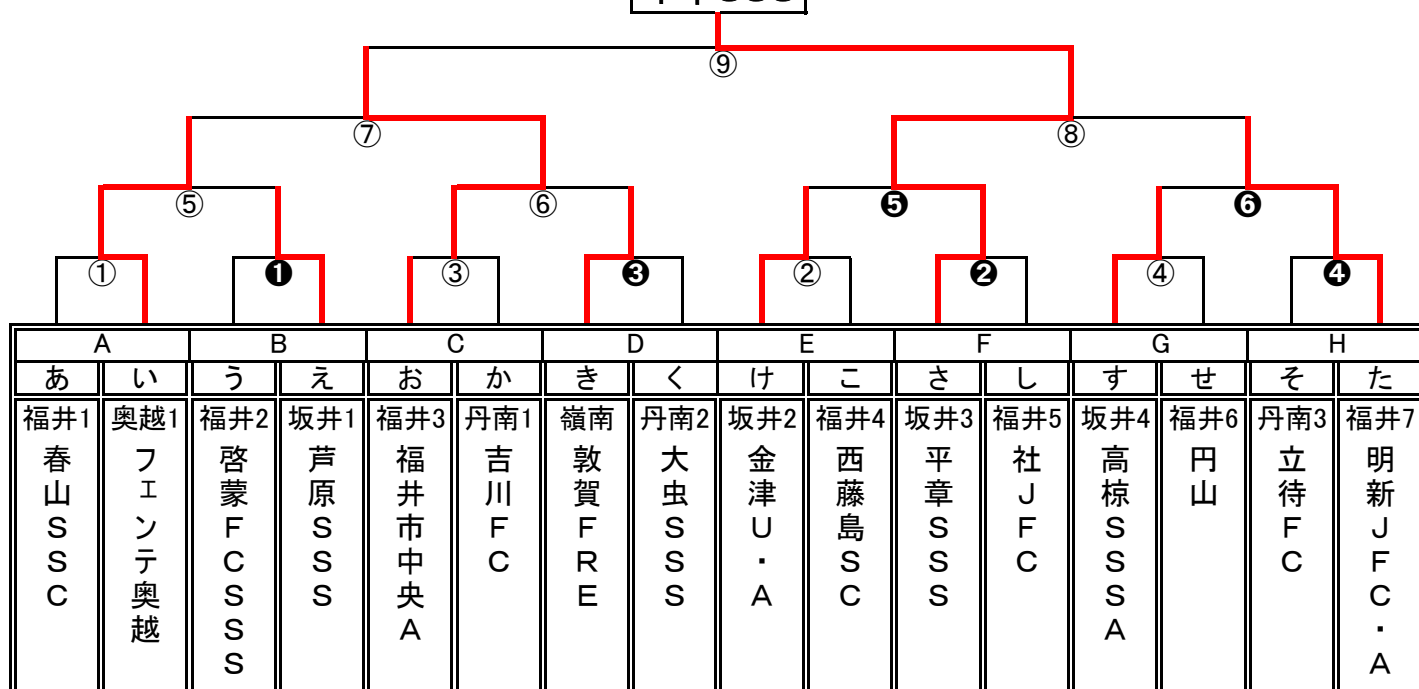 ⑨
⑦ ⑧
⑤ ⑥ ❺ ❻
① ❶ ③ ❸ ② ❷ ④ ❹
A B C D E F G H
あ い う え お か き く け こ さ し す せ そ た
福井1 奥越1 福井2 坂井1 福井3 丹南1 嶺南 丹南2 坂井2 福井4 坂井3 福井5 坂井4 福井6 丹南3 福井7
春山SSC
フェンテ奥越
啓蒙FCSSS
芦原SSS
福井市中央A
吉川FC
敦賀FRE
大虫SSS
金津U・A
西藤島SC
平章SSS
社JFC
高椋SSSA
円山
立待FC
明新JFC・A